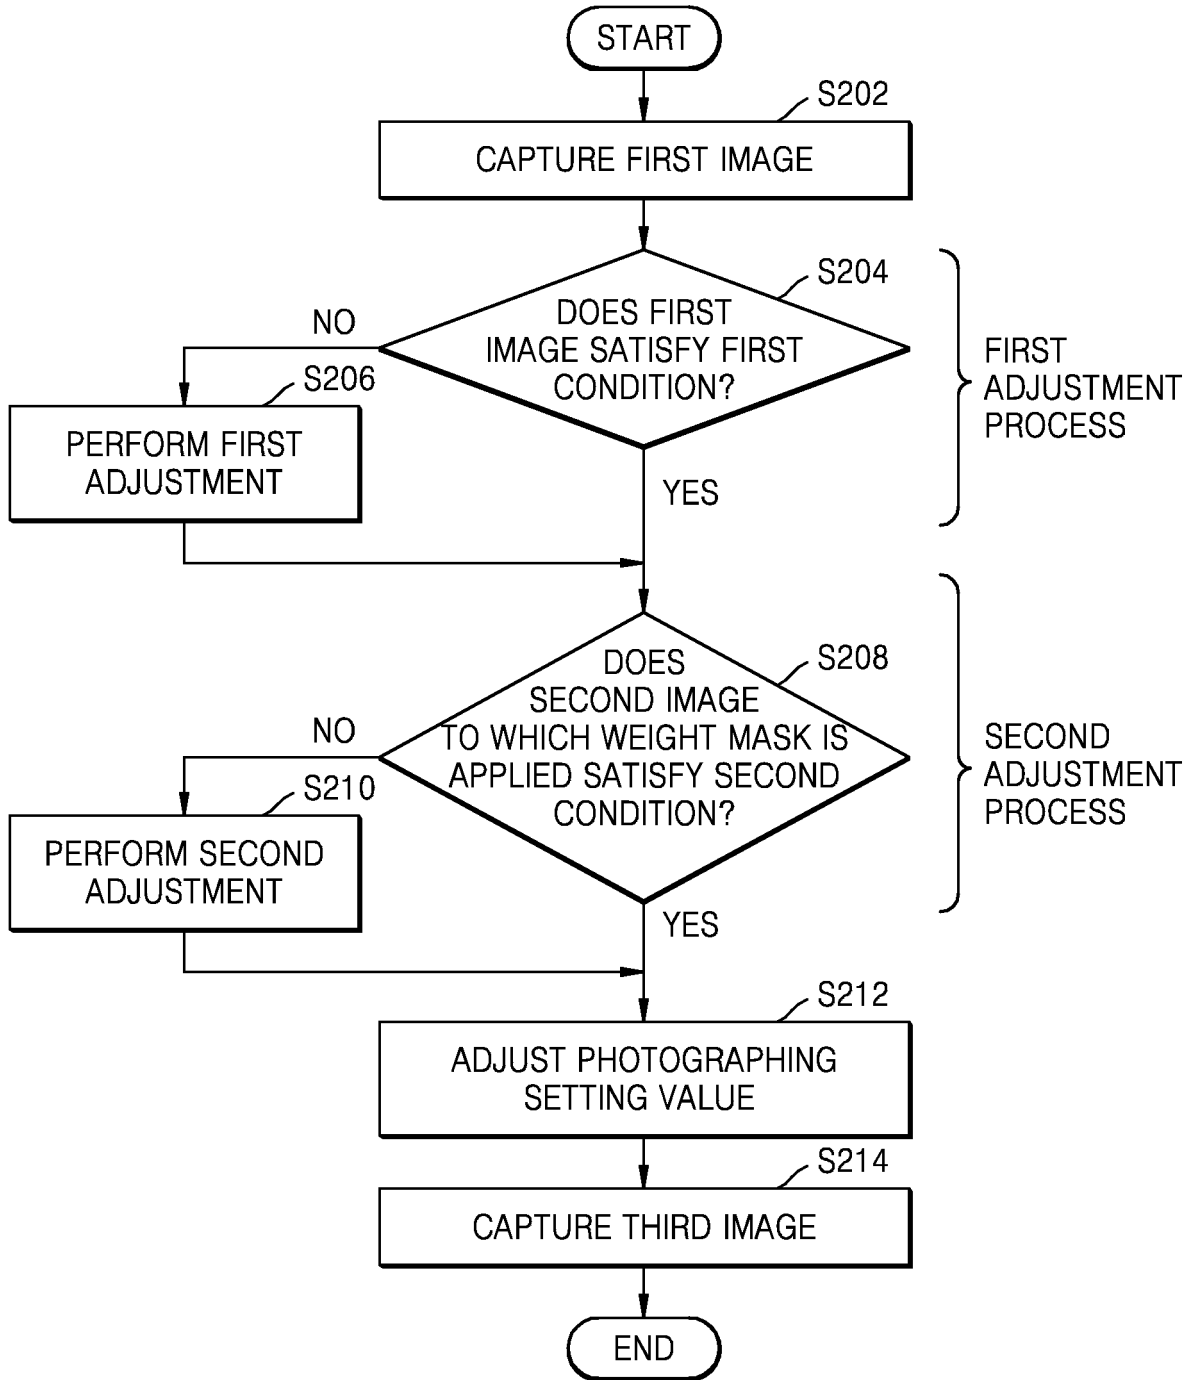 START
S202
CAPTURE FIRST IMAGE
S204
DOES FIRST
IMAGE SATISFY FIRST
CONDITION?
NO
YES
FIRST
ADJUSTMENT
PROCESS
S206
PERFORM FIRST
ADJUSTMENT
S208
DOES
SECOND IMAGE
TO WHICH WEIGHT MASK IS
APPLIED SATISFY SECOND
CONDITION?
NO
YES
SECOND
ADJUSTMENT
PROCESS
S210
PERFORM SECOND
ADJUSTMENT
S212
ADJUST PHOTOGRAPHING
SETTING VALUE
S214
CAPTURE THIRD IMAGE
END